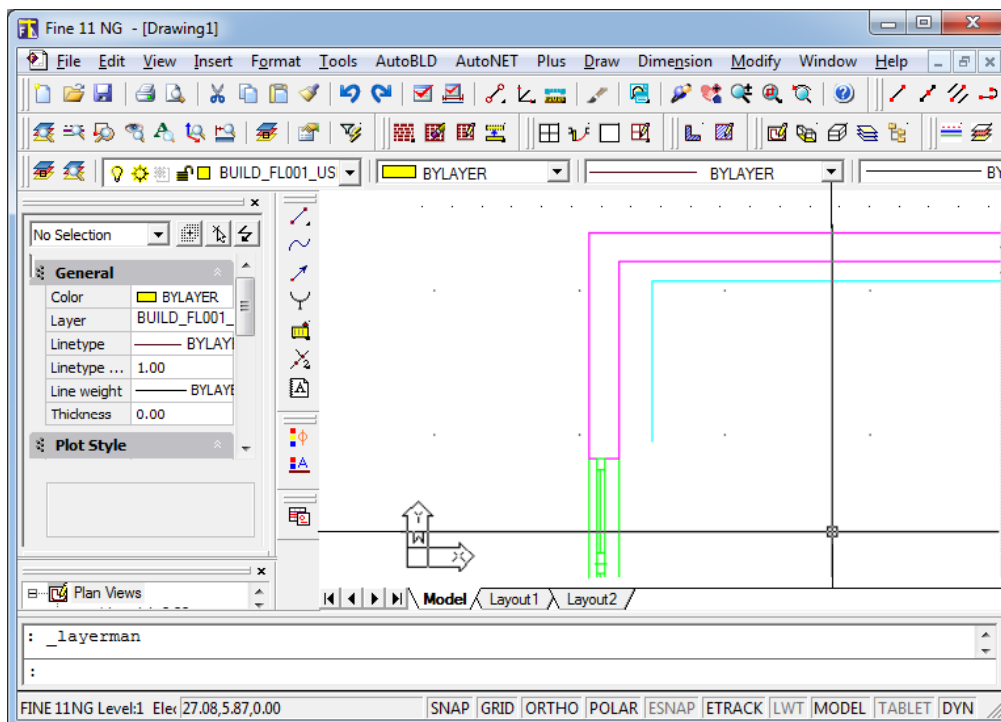 Fine 11 NG - [Drawing1]
File Edit View Insert Format Tools AutoBLD AutoNET Plus Draw Dimension Modify Window Help
BUILD_FL001_US BYLAYER BYLAYER BY
No Selection
General
Color BYLAYER
Layer BUILD_FL001_
Linetype BYLAYI
Linetype ... 1.00
Line weight BYLAYE
Thickness 0.00
Plot Style
Y
W
X
Plan Views
Model Layout1 Layout2
: _layerman
:
FINE 11NG Level:1 Elec 27.08,5.87,0.00 SNAP GRID ORTHO POLAR ESNAP ETRACK LWT MODEL TABLET DYN